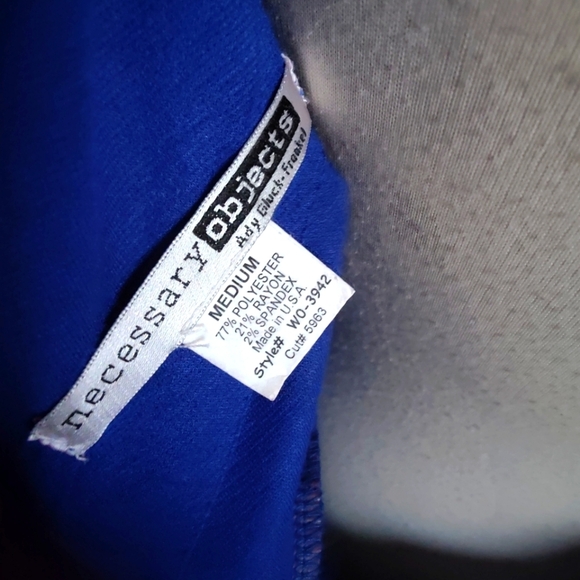 necessary objects
Ady Gluck-Frankel
MEDIUM
77% POLYESTER
21% RAYON
2% SPANDEX
Made in U.S.A.
Style# WO-3942
Cut# 5963